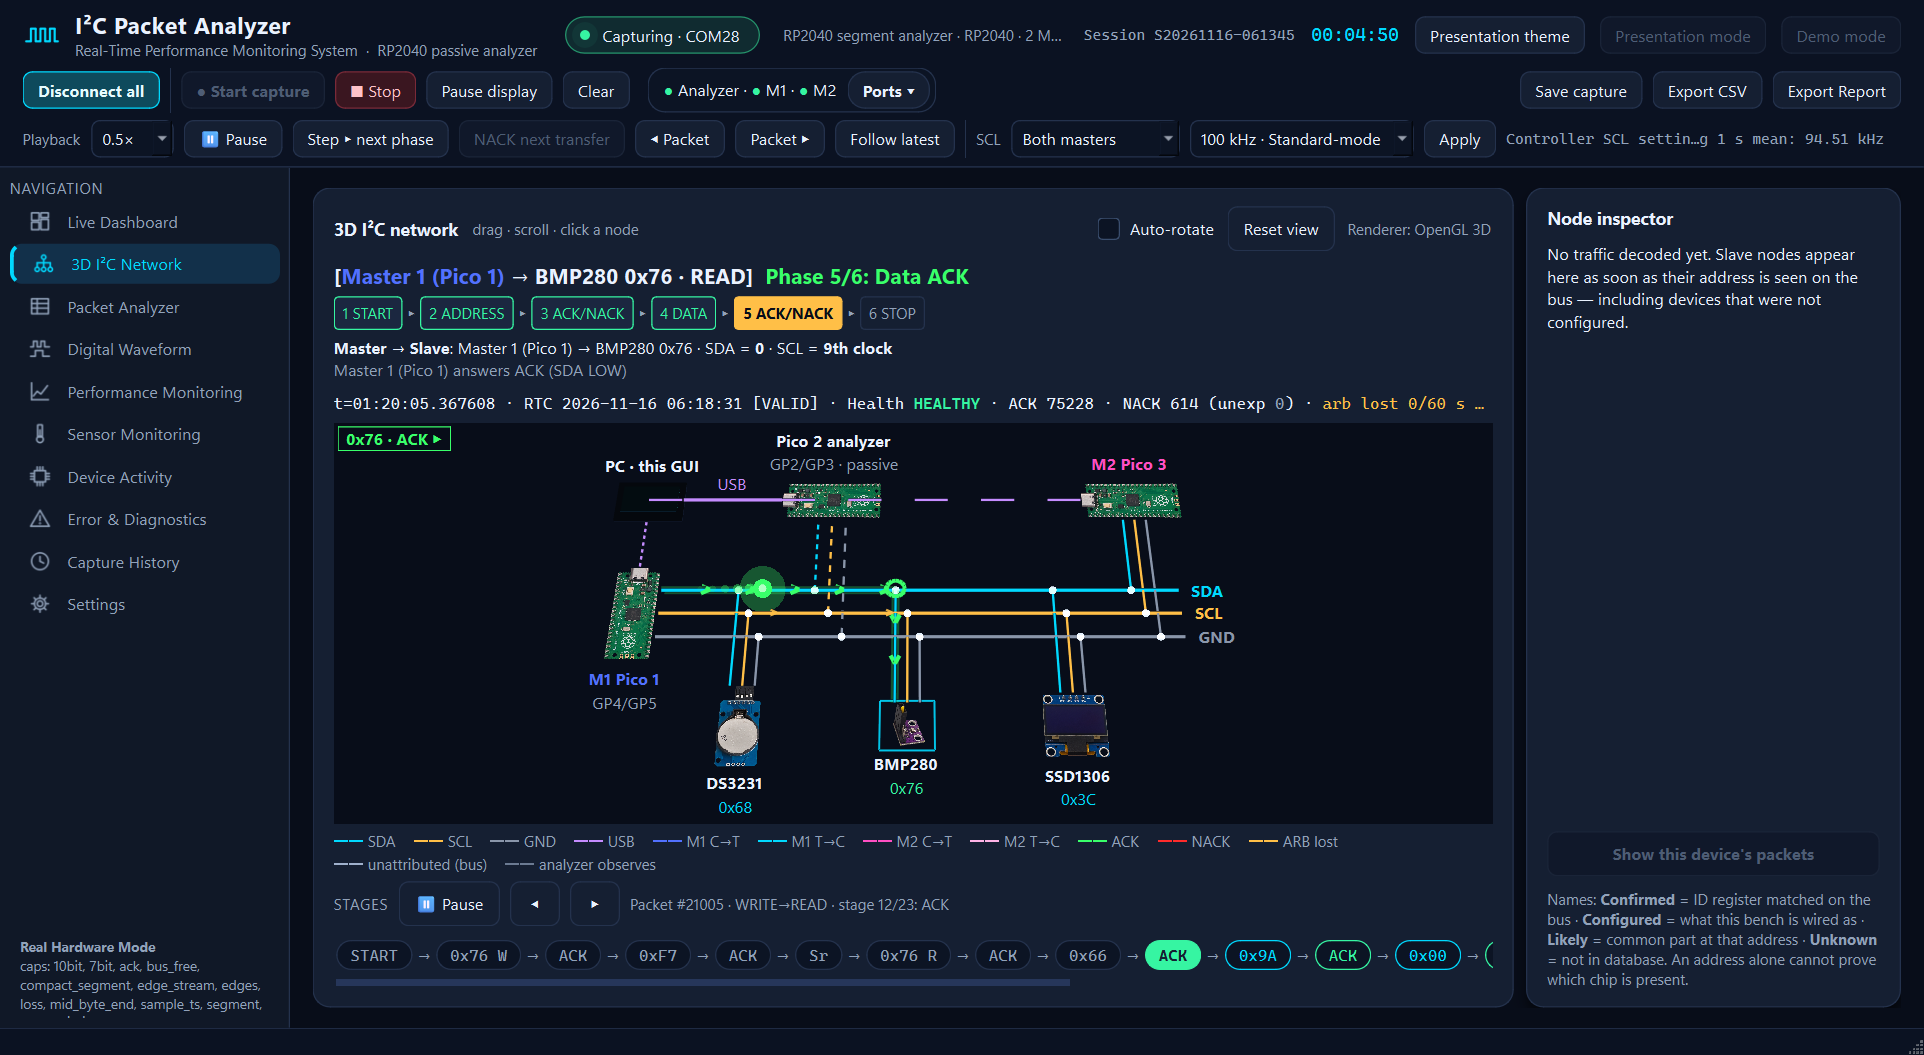 I²C Packet Analyzer
Real-Time Performance Monitoring System · RP2040 passive analyzer
Capturing · COM28
RP2040 segment analyzer · RP2040 · 2 M…
Session S20261116-061345
00:04:50
Presentation theme
Presentation mode
Demo mode
Disconnect all
● Start capture
■ Stop
Pause display
Clear
● Analyzer · ● M1 · ● M2
Ports ▾
Save capture
Export CSV
Export Report
Playback
0.5×
⏸ Pause
Step ▸ next phase
NACK next transfer
◂ Packet
Packet ▸
Follow latest
SCL
Both masters
100 kHz · Standard-mode
Apply
Controller SCL settin…g 1 s mean: 94.51 kHz
NAVIGATION
Live Dashboard
3D I²C Network
Packet Analyzer
Digital Waveform
Performance Monitoring
Sensor Monitoring
Device Activity
Error & Diagnostics
Capture History
Settings
Real Hardware Mode
caps: 10bit, 7bit, ack, bus_free,
compact_segment, edge_stream, edges,
loss, mid_byte_end, sample_ts, segment,
3D I²C network drag · scroll · click a node
Auto-rotate
Reset view
Renderer: OpenGL 3D
[Master 1 (Pico 1) → BMP280 0x76 · READ] Phase 5/6: Data ACK
1 START ▸ 2 ADDRESS ▸ 3 ACK/NACK ▸ 4 DATA ▸ 5 ACK/NACK ▸ 6 STOP
Master → Slave: Master 1 (Pico 1) → BMP280 0x76 · SDA = 0 · SCL = 9th clock
Master 1 (Pico 1) answers ACK (SDA LOW)
t=01:20:05.367608 · RTC 2026-11-16 06:18:31 [VALID] · Health HEALTHY · ACK 75228 · NACK 614 (unexp 0) · arb lost 0/60 s …
0x76 · ACK ▸
Pico 2 analyzer
GP2/GP3 · passive
PC · this GUI
USB
M2 Pico 3
SDA
SCL
GND
M1 Pico 1
GP4/GP5
DS3231
0x68
BMP280
0x76
SSD1306
0x3C
SDA SCL GND USB M1 C→T M1 T→C M2 C→T M2 T→C ACK NACK ARB lost
unattributed (bus) analyzer observes
STAGES
⏸ Pause
◂
▸
Packet #21005 · WRITE→READ · stage 12/23: ACK
START → 0x76 W → ACK → 0xF7 → ACK → Sr → 0x76 R → ACK → 0x66 → ACK → 0x9A → ACK → 0x00 →
Node inspector
No traffic decoded yet. Slave nodes appear
here as soon as their address is seen on the
bus — including devices that were not
configured.
Show this device's packets
Names: Confirmed = ID register matched on the
bus · Configured = what this bench is wired as ·
Likely = common part at that address · Unknown
= not in database. An address alone cannot prove
which chip is present.